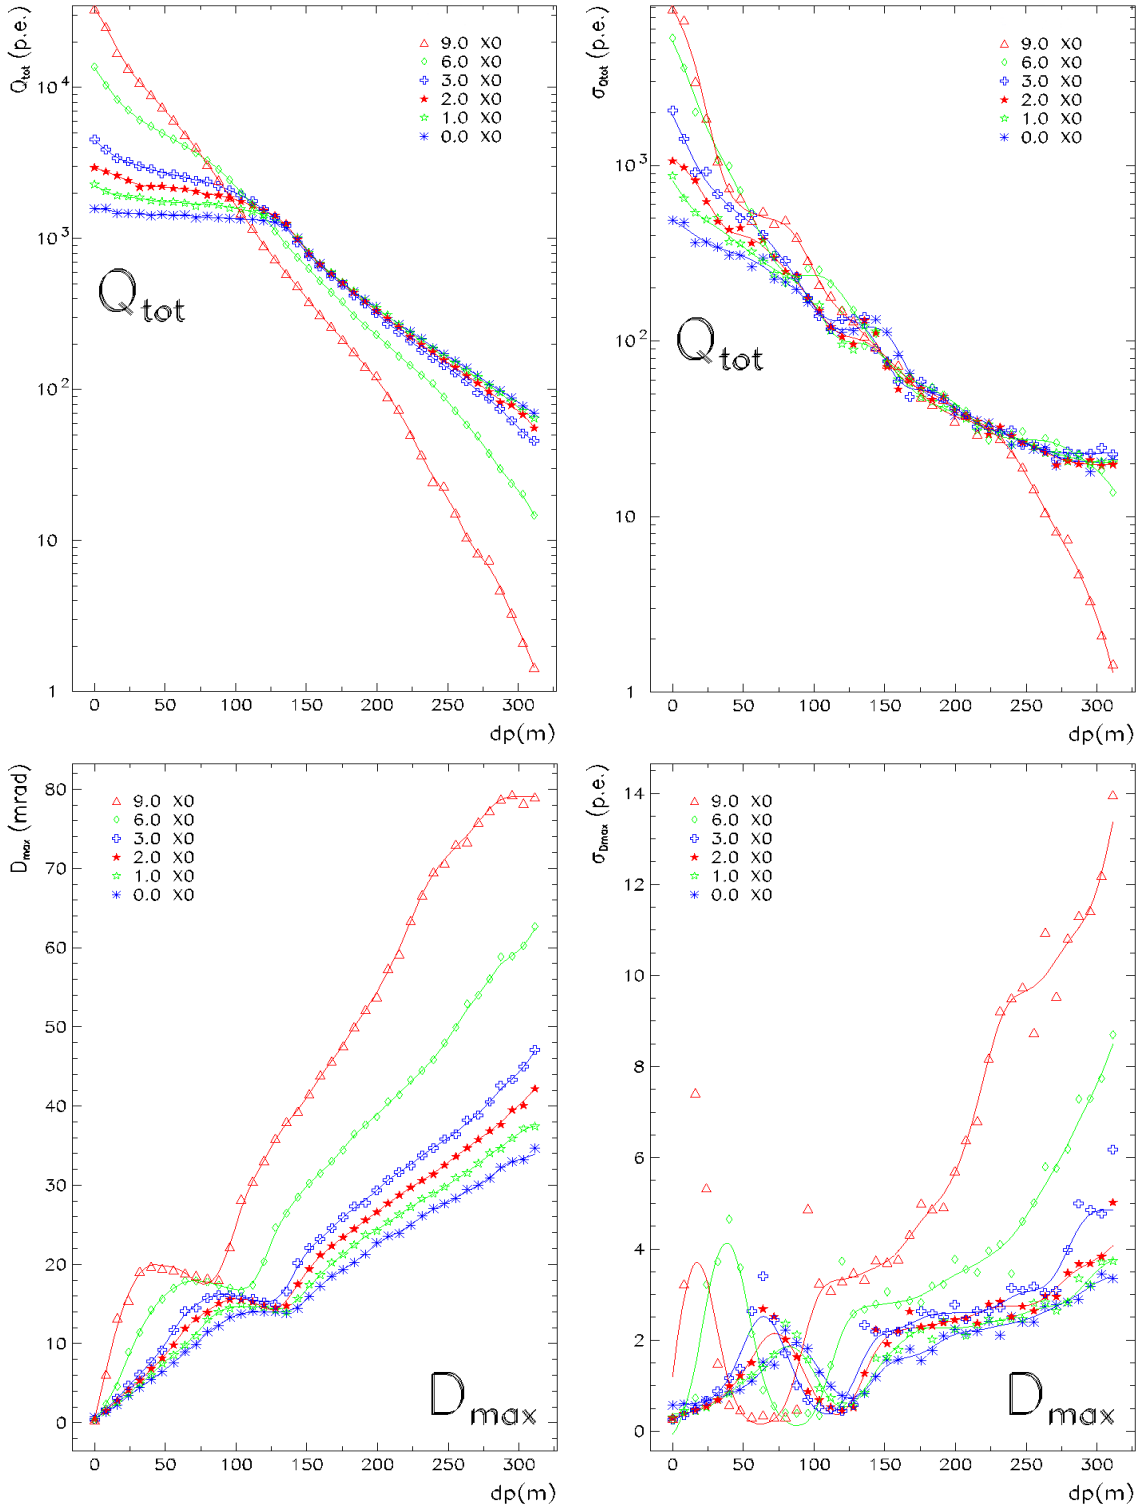 Q_tot (p.e.)
10^4
10^3
10^2
10
1
9.0 X0
6.0 X0
3.0 X0
2.0 X0
1.0 X0
0.0 X0
Q_tot
0 50 100 150 200 250 300
dp(m)
σ_Qtot (p.e.)
10^3
10^2
10
1
9.0 X0
6.0 X0
3.0 X0
2.0 X0
1.0 X0
0.0 X0
Q_tot
0 50 100 150 200 250 300
dp(m)
D_max (mrad)
80
70
60
50
40
30
20
10
0
9.0 X0
6.0 X0
3.0 X0
2.0 X0
1.0 X0
0.0 X0
D_max
0 50 100 150 200 250 300
dp(m)
σ_Dmax (p.e.)
14
12
10
8
6
4
2
0
9.0 X0
6.0 X0
3.0 X0
2.0 X0
1.0 X0
0.0 X0
D_max
0 50 100 150 200 250 300
dp(m)